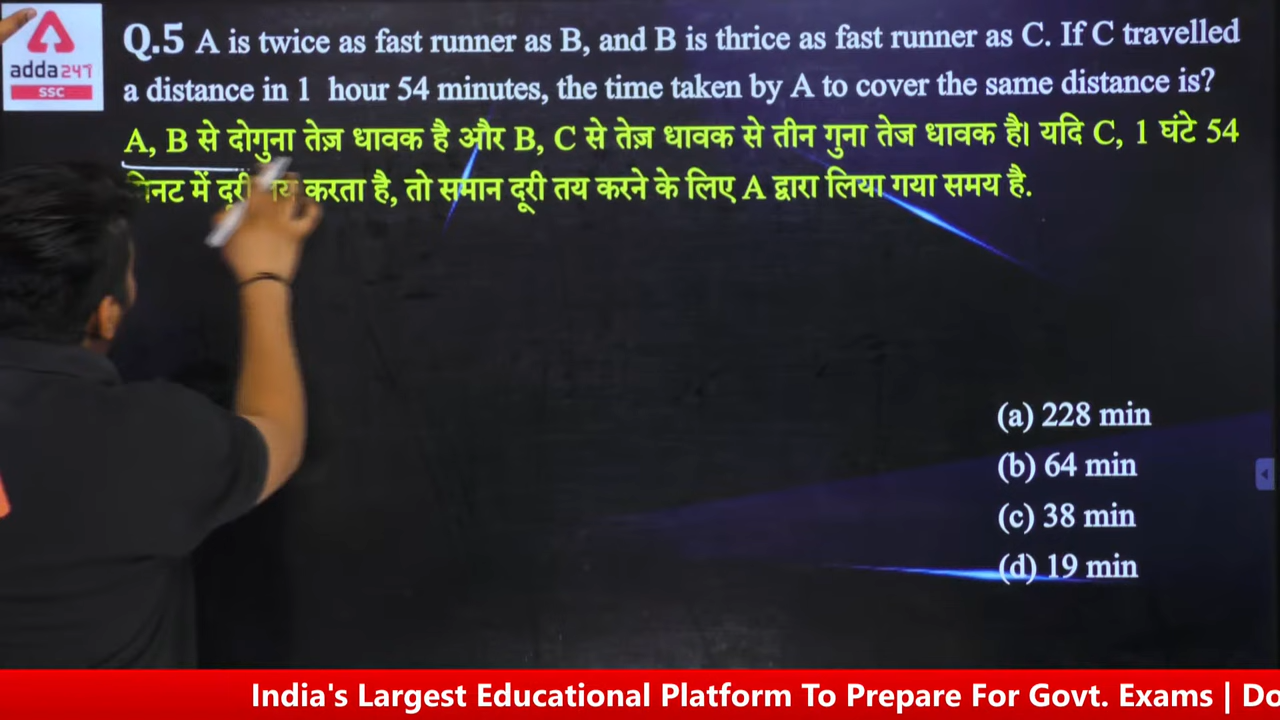 adda247
SSC
Q.5 A is twice as fast runner as B, and B is thrice as fast runner as C. If C travelled
a distance in 1 hour 54 minutes, the time taken by A to cover the same distance is?
A, B से दोगुना तेज़ धावक है और B, C से तेज़ धावक से तीन गुना तेज धावक है। यदि C, 1 घंटे 54
में दूरी करता है, तो समान दूरी तय करने के लिए A द्वारा लिया गया समय है.
(a) 228 min
(b) 64 min
(c) 38 min
(d) 19 min
India's Largest Educational Platform To Prepare For Govt. Exams | Do